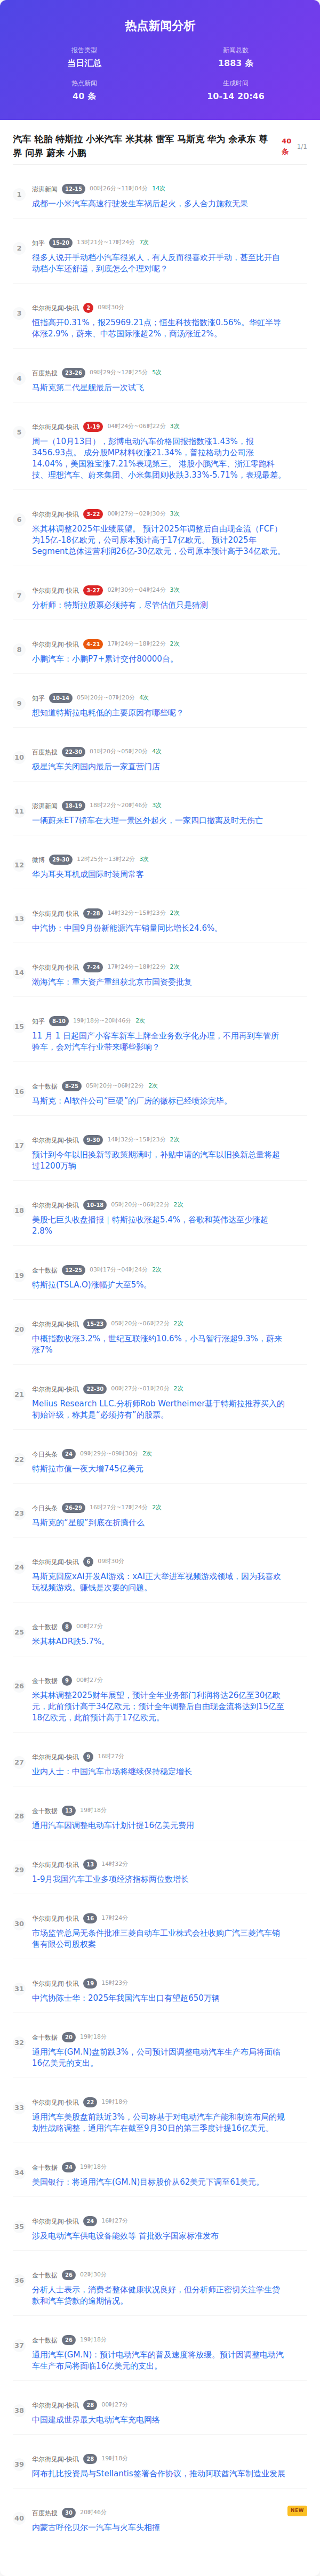 热点新闻分析
报告类型
新闻总数
当日汇总
1883 条
热点新闻
生成时间
40 条
10-14 20:46
汽车 轮胎 特斯拉 小米汽车 米其林 雷军 马斯克 华为 余承东 尊
界 问界 蔚来 小鹏
40
条
1/1
1
澎湃新闻 12-15 00时26分~11时04分 14次
成都一小米汽车高速行驶发生车祸后起火，多人合力施救无果
2
知乎 15-20 13时21分~17时24分 7次
很多人说开手动档小汽车很累人，有人反而很喜欢开手动，甚至比开自
动档小车还舒适，到底怎么个理对呢？
3
华尔街见闻-快讯 2 09时30分
恒指高开0.31%，报25969.21点；恒生科技指数涨0.56%。华虹半导
体涨2.9%，蔚来、中芯国际涨超2%，商汤涨近2%。
4
百度热搜 23-26 09时29分~12时25分 5次
马斯克第二代星舰最后一次试飞
5
华尔街见闻-快讯 1-19 04时24分~06时22分 3次
周一（10月13日），彭博电动汽车价格回报指数涨1.43%，报
3456.93点。 成分股MP材料收涨21.34%，普拉格动力公司涨
14.04%，美国雅宝涨7.21%表现第三。 港股小鹏汽车、浙江零跑科
技、理想汽车、蔚来集团、小米集团则收跌3.33%-5.71%，表现最差。
6
华尔街见闻-快讯 3-22 00时27分~02时30分 3次
米其林调整2025年业绩展望。 预计2025年调整后自由现金流（FCF）
为15亿-18亿欧元，公司原本预计高于17亿欧元。 预计2025年
Segment总体运营利润26亿-30亿欧元，公司原本预计高于34亿欧元。
7
华尔街见闻-快讯 3-27 02时30分~04时24分 3次
分析师：特斯拉股票必须持有，尽管估值只是猜测
8
华尔街见闻-快讯 4-21 17时24分~18时22分 2次
小鹏汽车：小鹏P7+累计交付80000台。
9
知乎 10-14 05时20分~07时20分 4次
想知道特斯拉电耗低的主要原因有哪些呢？
10
百度热搜 22-30 01时20分~05时20分 4次
极星汽车关闭国内最后一家直营门店
11
澎湃新闻 18-19 18时22分~20时46分 3次
一辆蔚来ET7轿车在大理一景区外起火，一家四口撤离及时无伤亡
12
微博 29-30 12时25分~13时22分 3次
华为耳夹耳机成国际时装周常客
13
华尔街见闻-快讯 7-28 14时32分~15时23分 2次
中汽协：中国9月份新能源汽车销量同比增长24.6%。
14
华尔街见闻-快讯 7-24 17时24分~18时22分 2次
渤海汽车：重大资产重组获北京市国资委批复
15
知乎 8-10 19时18分~20时46分 2次
11 月 1 日起国产小客车新车上牌全业务数字化办理，不用再到车管所
验车，会对汽车行业带来哪些影响？
16
金十数据 8-25 05时20分~06时22分 2次
马斯克：AI软件公司“巨硬”的厂房的徽标已经喷涂完毕。
17
华尔街见闻-快讯 9-30 14时32分~15时23分 2次
预计到今年以旧换新等政策期满时，补贴申请的汽车以旧换新总量将超
过1200万辆
18
华尔街见闻-快讯 10-18 05时20分~06时22分 2次
美股七巨头收盘播报｜特斯拉收涨超5.4%，谷歌和英伟达至少涨超
2.8%
19
金十数据 12-25 03时17分~04时24分 2次
特斯拉(TSLA.O)涨幅扩大至5%。
20
华尔街见闻-快讯 15-23 05时20分~06时22分 2次
中概指数收涨3.2%，世纪互联涨约10.6%，小马智行涨超9.3%，蔚来
涨7%
21
华尔街见闻-快讯 22-30 00时27分~01时20分 2次
Melius Research LLC.分析师Rob Wertheimer基于特斯拉推荐买入的
初始评级，称其是“必须持有”的股票。
22
今日头条 24 09时29分~09时30分 2次
特斯拉市值一夜大增745亿美元
23
今日头条 26-29 16时27分~17时24分 2次
马斯克的“星舰”到底在折腾什么
24
华尔街见闻-快讯 6 09时30分
马斯克回应xAI开发AI游戏：xAI正大举进军视频游戏领域，因为我喜欢
玩视频游戏。赚钱是次要的问题。
25
金十数据 8 00时27分
米其林ADR跌5.7%。
26
金十数据 9 00时27分
米其林调整2025财年展望，预计全年业务部门利润将达26亿至30亿欧
元，此前预计高于34亿欧元；预计全年调整后自由现金流将达到15亿至
18亿欧元，此前预计高于17亿欧元。
27
华尔街见闻-快讯 9 16时27分
业内人士：中国汽车市场将继续保持稳定增长
28
金十数据 13 19时18分
通用汽车因调整电动车计划计提16亿美元费用
29
华尔街见闻-快讯 13 14时32分
1-9月我国汽车工业多项经济指标两位数增长
30
华尔街见闻-快讯 16 17时24分
市场监管总局无条件批准三菱自动车工业株式会社收购广汽三菱汽车销
售有限公司股权案
31
华尔街见闻-快讯 19 15时23分
中汽协陈士华：2025年我国汽车出口有望超650万辆
32
金十数据 20 19时18分
通用汽车(GM.N)盘前跌3%，公司预计因调整电动汽车生产布局将面临
16亿美元的支出。
33
华尔街见闻-快讯 22 19时18分
通用汽车美股盘前跌近3%，公司称基于对电动汽车产能和制造布局的规
划性战略调整，通用汽车在截至9月30日的第三季度计提16亿美元。
34
金十数据 24 19时18分
美国银行：将通用汽车(GM.N)目标股价从62美元下调至61美元。
35
华尔街见闻-快讯 24 16时27分
涉及电动汽车供电设备能效等 首批数字国家标准发布
36
金十数据 26 02时30分
分析人士表示，消费者整体健康状况良好，但分析师正密切关注学生贷
款和汽车贷款的逾期情况。
37
金十数据 26 19时18分
通用汽车(GM.N)：预计电动汽车的普及速度将放缓、预计因调整电动汽
车生产布局将面临16亿美元的支出。
38
华尔街见闻-快讯 28 00时27分
中国建成世界最大电动汽车充电网络
39
华尔街见闻-快讯 28 19时18分
阿布扎比投资局与Stellantis签署合作协议，推动阿联酋汽车制造业发展
NEW
40
百度热搜 30 20时46分
内蒙古呼伦贝尔一汽车与火车头相撞